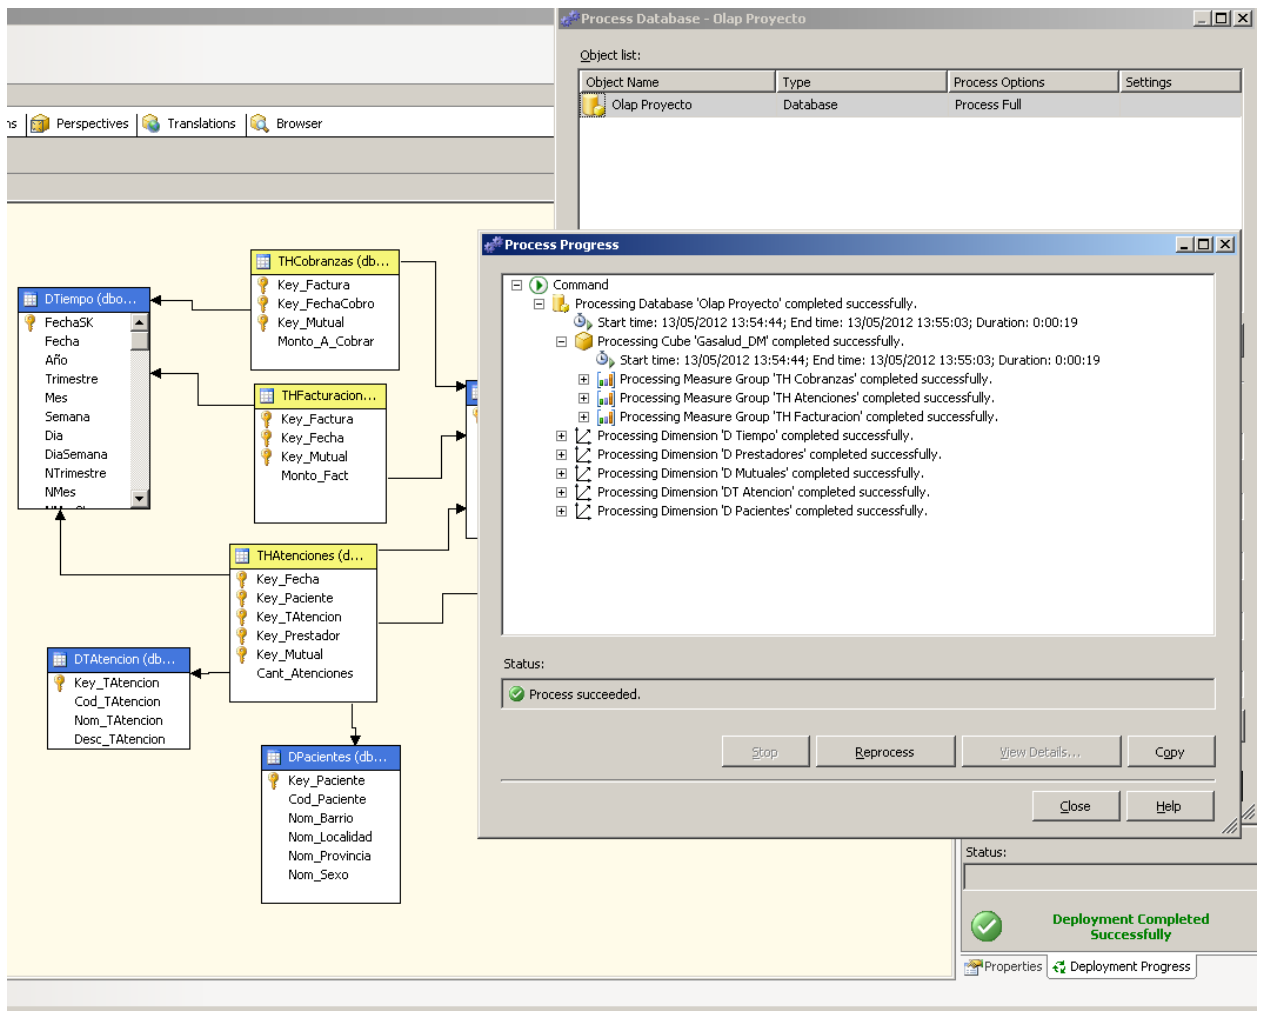 Process Database - Olap Proyecto
Object list:
Object Name Type Process Options Settings
Olap Proyecto Database Process Full
ns Perspectives Translations Browser
DTiempo (dbo...
FechaSK
Fecha
Año
Trimestre
Mes
Semana
Dia
DiaSemana
NTrimestre
NMes
THCobranzas (db...
Key_Factura
Key_FechaCobro
Key_Mutual
Monto_A_Cobrar
THFacturacion...
Key_Factura
Key_Fecha
Key_Mutual
Monto_Fact
THAtenciones (d...
Key_Fecha
Key_Paciente
Key_TAtencion
Key_Prestador
Key_Mutual
Cant_Atenciones
DTAtencion (db...
Key_TAtencion
Cod_TAtencion
Nom_TAtencion
Desc_TAtencion
DPacientes (db...
Key_Paciente
Cod_Paciente
Nom_Barrio
Nom_Localidad
Nom_Provincia
Nom_Sexo
Process Progress
Command
Processing Database 'Olap Proyecto' completed successfully.
Start time: 13/05/2012 13:54:44; End time: 13/05/2012 13:55:03; Duration: 0:00:19
Processing Cube 'Gasalud_DM' completed successfully.
Start time: 13/05/2012 13:54:44; End time: 13/05/2012 13:55:03; Duration: 0:00:19
Processing Measure Group 'TH Cobranzas' completed successfully.
Processing Measure Group 'TH Atenciones' completed successfully.
Processing Measure Group 'TH Facturacion' completed successfully.
Processing Dimension 'D Tiempo' completed successfully.
Processing Dimension 'D Prestadores' completed successfully.
Processing Dimension 'D Mutuales' completed successfully.
Processing Dimension 'DT Atencion' completed successfully.
Processing Dimension 'D Pacientes' completed successfully.
Status:
Process succeeded.
Stop Reprocess View Details... Copy
Close Help
Status:
Deployment Completed
Successfully
Properties Deployment Progress